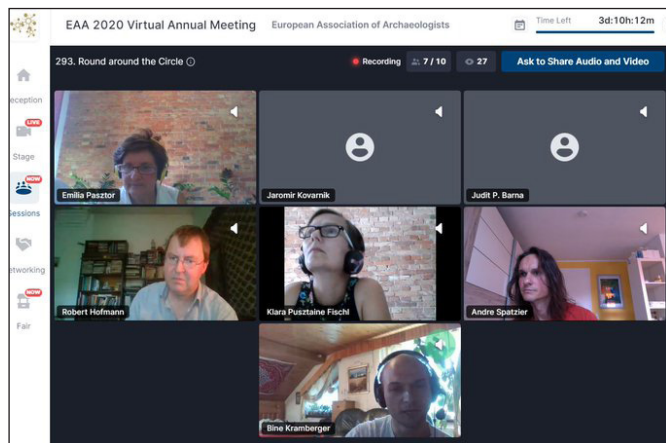 EAA 2020 Virtual Annual Meeting European Association of Archaeologists Time Left 3d:10h:12m
293. Round around the Circle Recording 7 / 10 27 Ask to Share Audio and Video
eception
LIVE
Stage
NOW
Sessions
etworking
NOW
Fair
Emilia Pasztor Jaromir Kovarnik Judit P. Barna
Robert Hofmann Klara Pusztaine Fischl Andre Spatzier
Bine Kramberger